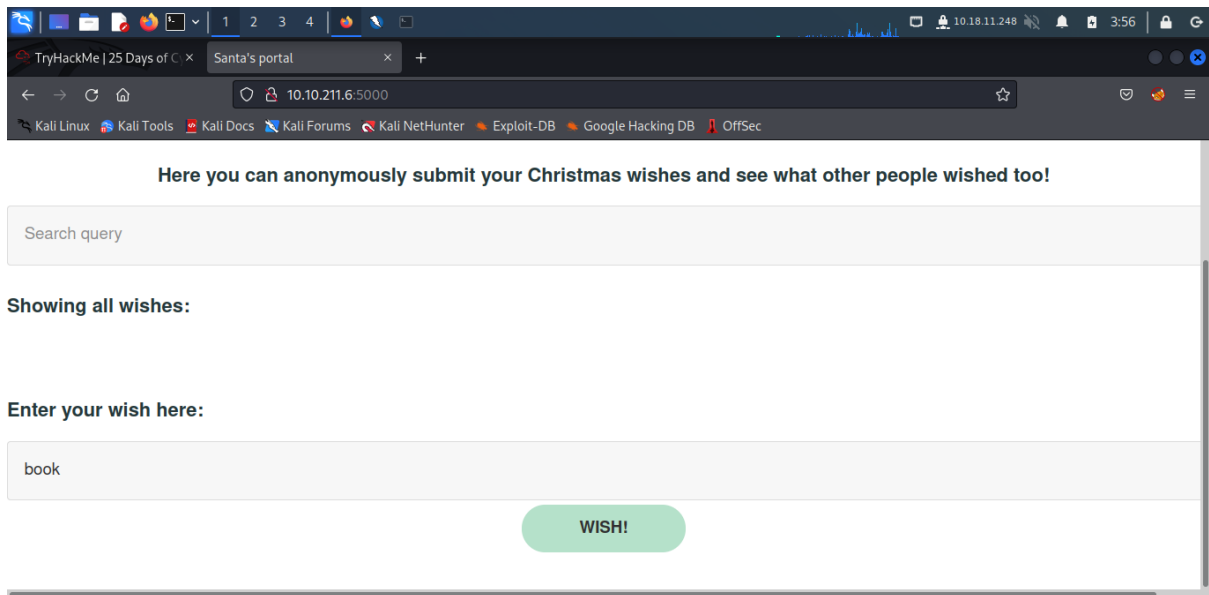 1 2 3 4 10.18.11.248 3:56
TryHackMe | 25 Days of Cy Santa's portal
10.10.211.6:5000
Kali Linux Kali Tools Kali Docs Kali Forums Kali NetHunter Exploit-DB Google Hacking DB OffSec
Here you can anonymously submit your Christmas wishes and see what other people wished too!
Search query
Showing all wishes:
Enter your wish here:
book
WISH!